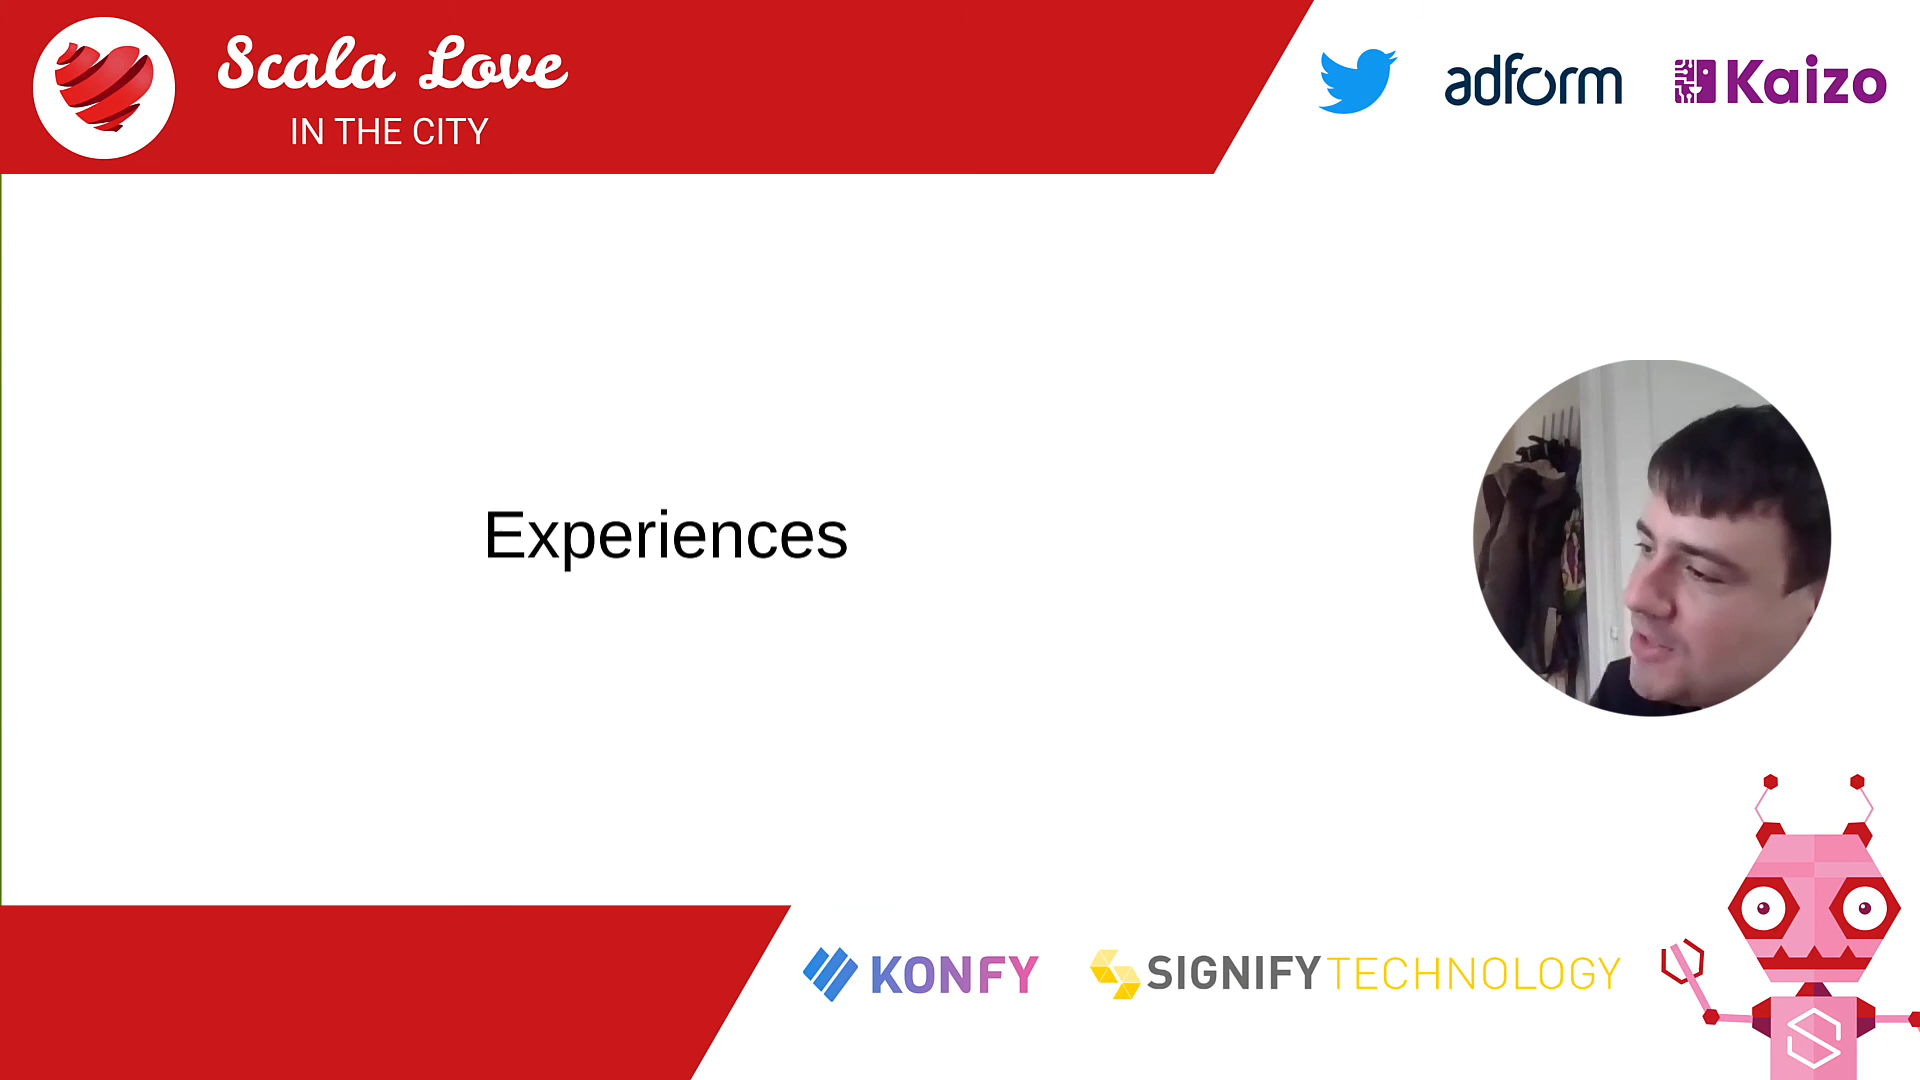 Scala Love
IN THE CITY
adform
Kaizo
Experiences
KONFY
SIGNIFY TECHNOLOGY